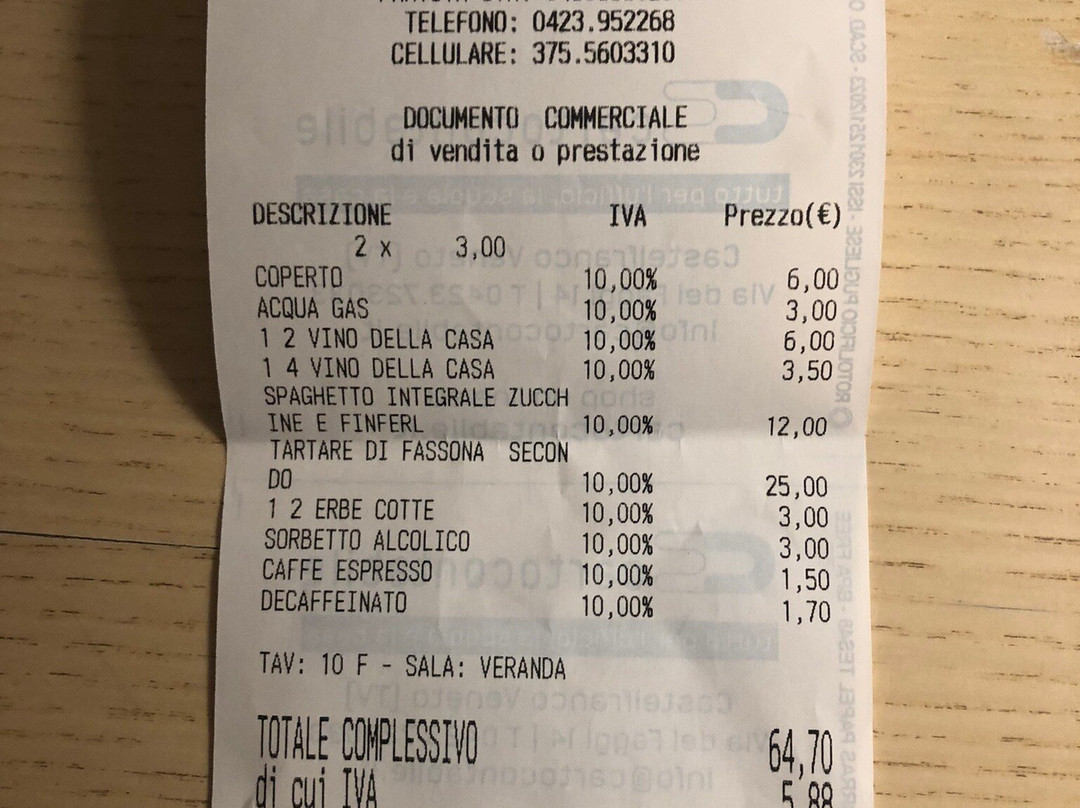 TELEFONO: 0423.952268
CELLULARE: 375.5603310
DOCUMENTO COMMERCIALE
di vendita o prestazione
DESCRIZIONE IVA Prezzo(€)
2 x 3,00
COPERTO 10,00% 6,00
ACQUA GAS 10,00% 3,00
1 2 VINO DELLA CASA 10,00% 6,00
1 4 VINO DELLA CASA 10,00% 3,50
SPAGHETTO INTEGRALE ZUCCH
INE E FINFERL 10,00% 12,00
TARTARE DI FASSONA SECON
DO 10,00% 25,00
1 2 ERBE COTTE 10,00% 3,00
SORBETTO ALCOLICO 10,00% 3,00
CAFFE ESPRESSO 10,00% 1,50
DECAFFEINATO 10,00% 1,70
TAV: 10 F - SALA: VERANDA
TOTALE COMPLESSIVO 64,70
di cui IVA 5,88